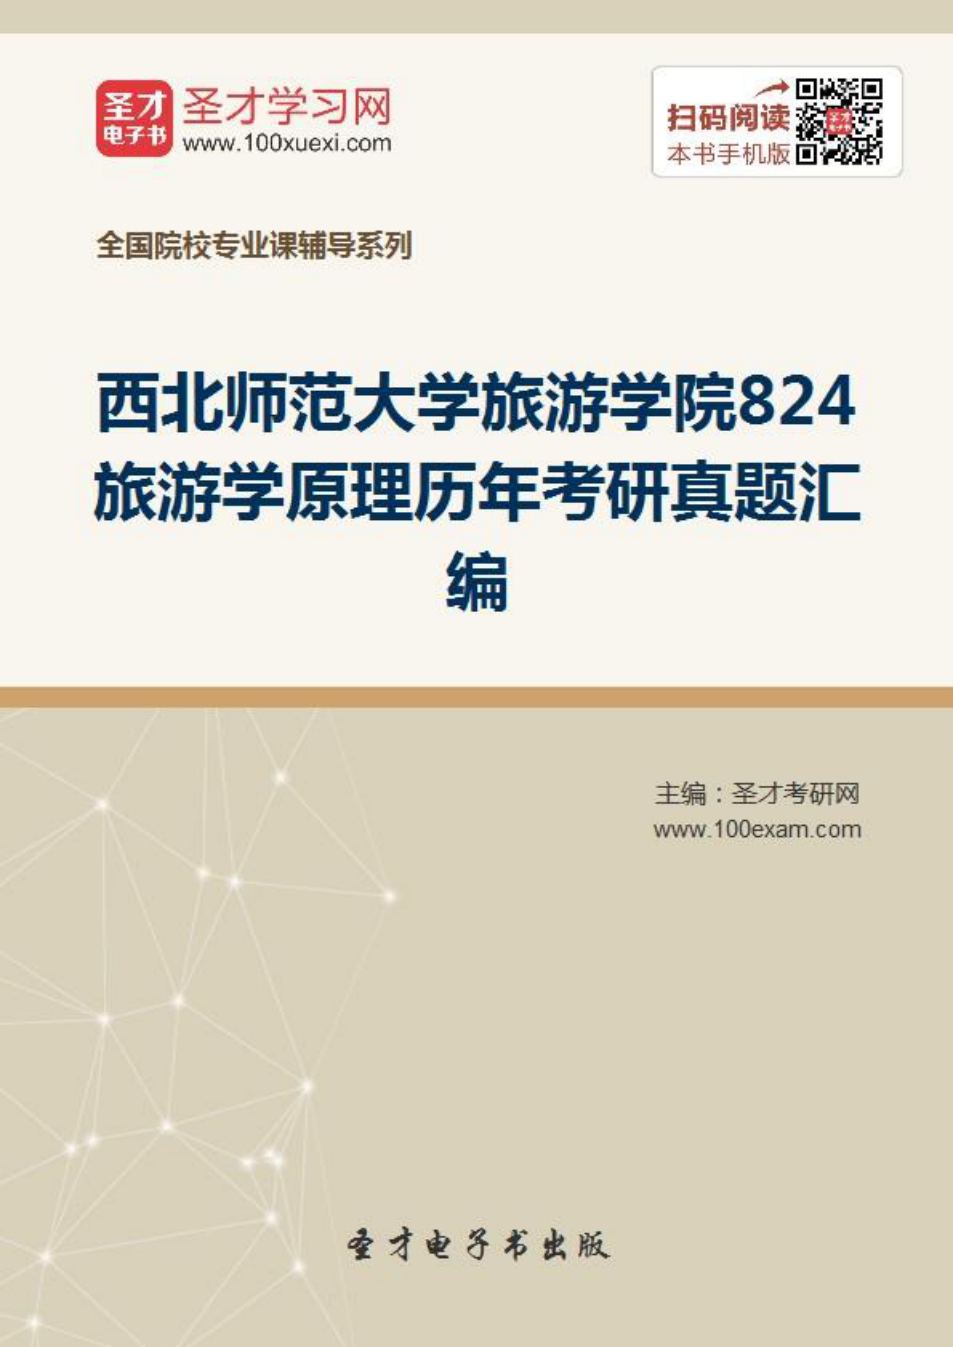 圣才
电子书
圣才学习网
www.100xuexi.com
扫码阅读
本书手机版
圣才
全国院校专业课辅导系列
西北师范大学旅游学院824
旅游学原理历年考研真题汇
编
主编：圣才考研网
www.100exam.com
圣才电子书出版